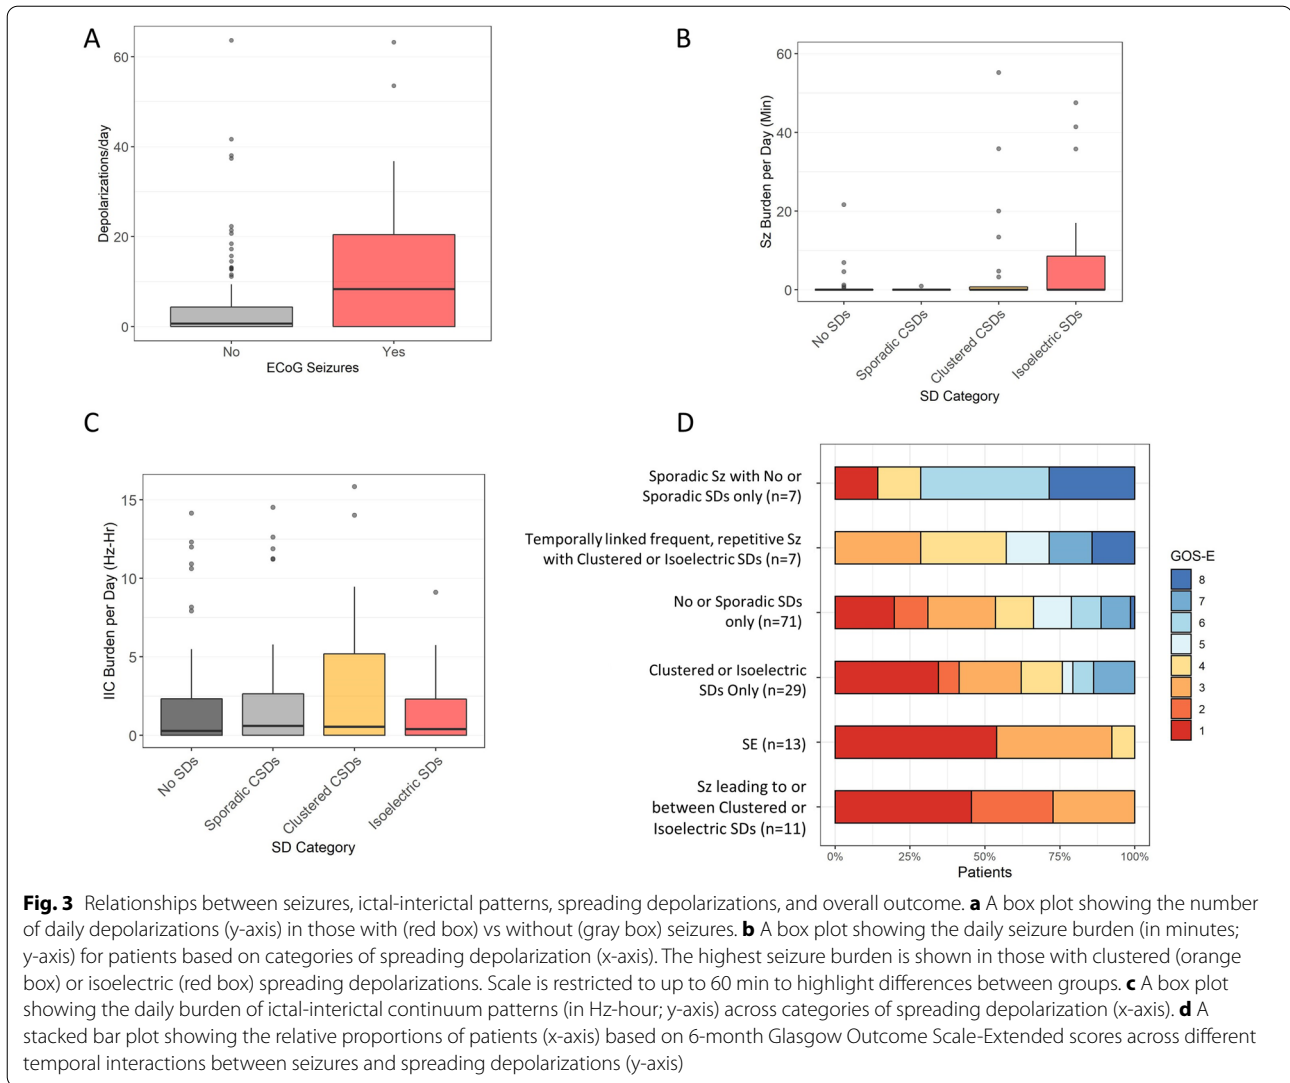 A
60
40
20
0
Depolarizations/day
No
Yes
ECoG Seizures
B
60
40
20
0
Sz Burden per Day (Min)
No SDs
Sporadic CSDs
Clustered CSDs
Isoelectric SDs
SD Category
C
15
10
5
0
IIC Burden per Day (Hz-Hr)
No SDs
Sporadic CSDs
Clustered CSDs
Isoelectric SDs
SD Category
D
Sporadic Sz with No or
Sporadic SDs only (n=7)
Temporally linked frequent, repetitive Sz
with Clustered or Isoelectric SDs (n=7)
No or Sporadic SDs
only (n=71)
Clustered or Isoelectric
SDs Only (n=29)
SE (n=13)
Sz leading to or
between Clustered or
Isoelectric SDs (n=11)
0%
25%
50%
75%
100%
Patients
GOS-E
8
7
6
5
4
3
2
1
Fig. 3 Relationships between seizures, ictal-interictal patterns, spreading depolarizations, and overall outcome. a A box plot showing the number
of daily depolarizations (y-axis) in those with (red box) vs without (gray box) seizures. b A box plot showing the daily seizure burden (in minutes;
y-axis) for patients based on categories of spreading depolarization (x-axis). The highest seizure burden is shown in those with clustered (orange
box) or isoelectric (red box) spreading depolarizations. Scale is restricted to up to 60 min to highlight differences between groups. c A box plot
showing the daily burden of ictal-interictal continuum patterns (in Hz-hour; y-axis) across categories of spreading depolarization (x-axis). d A
stacked bar plot showing the relative proportions of patients (x-axis) based on 6-month Glasgow Outcome Scale-Extended scores across different
temporal interactions between seizures and spreading depolarizations (y-axis)